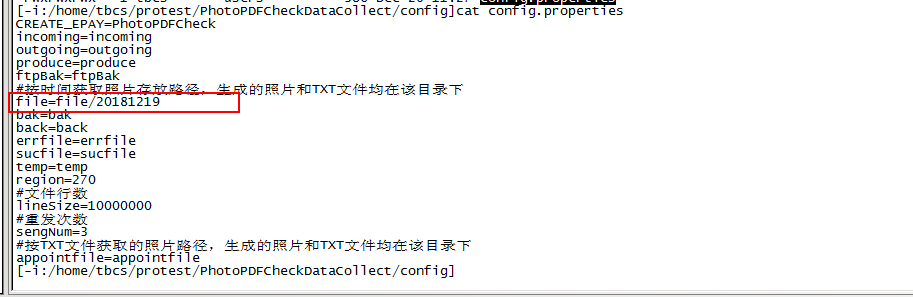 [-i:/home/tbcs/protest/PhotoPDFCheckDataCollect/config]cat config.properties
CREATE_EPAY=PhotoPDFCheck
incoming=incoming
outgoing=outgoing
produce=produce
ftpBak=ftpBak
#按时间获取照片存放路径，生成的照片和TXT文件均在该目录下
file=file/20181219
bak=bak
back=back
errfile=errfile
sucfile=sucfile
temp=temp
region=270
#文件行数
lineSize=10000000
#重发次数
sengNum=3
#按TXT文件获取的照片路径，生成的照片和TXT文件均在该目录下
appointfile=appointfile
[-i:/home/tbcs/protest/PhotoPDFCheckDataCollect/config]